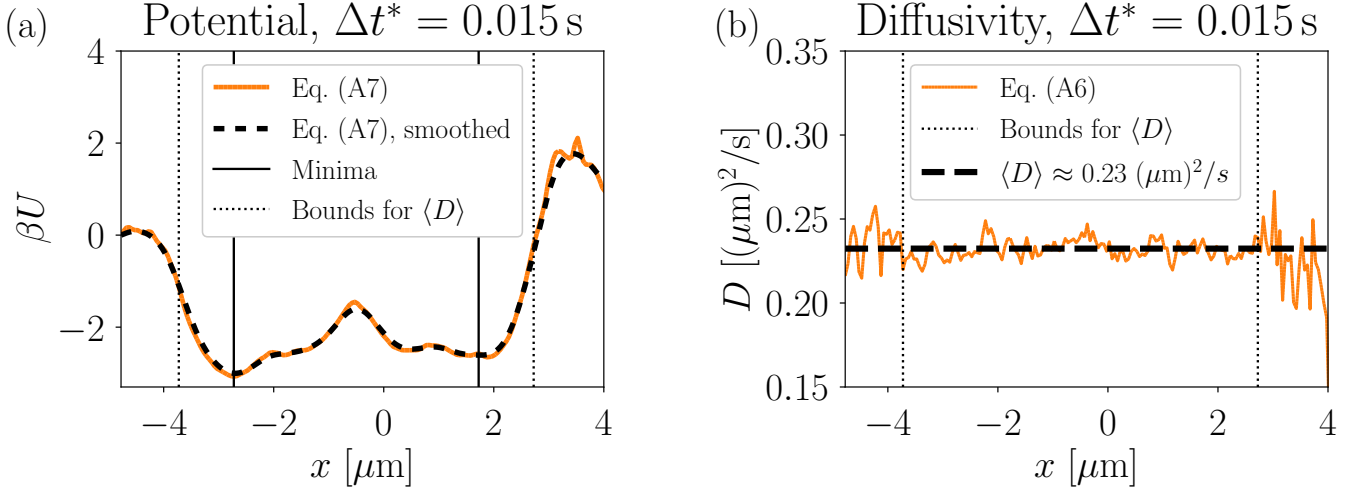 (a)
Potential, Δt* = 0.015 s
4
2
0
−2
βU
Eq. (A7)
Eq. (A7), smoothed
Minima
Bounds for ⟨D⟩
−4
−2
0
2
4
x [μm]
(b)
Diffusivity, Δt* = 0.015 s
0.35
0.30
0.25
0.20
0.15
D [(μm)²/s]
Eq. (A6)
Bounds for ⟨D⟩
⟨D⟩ ≈ 0.23 (μm)²/s
−4
−2
0
2
4
x [μm]